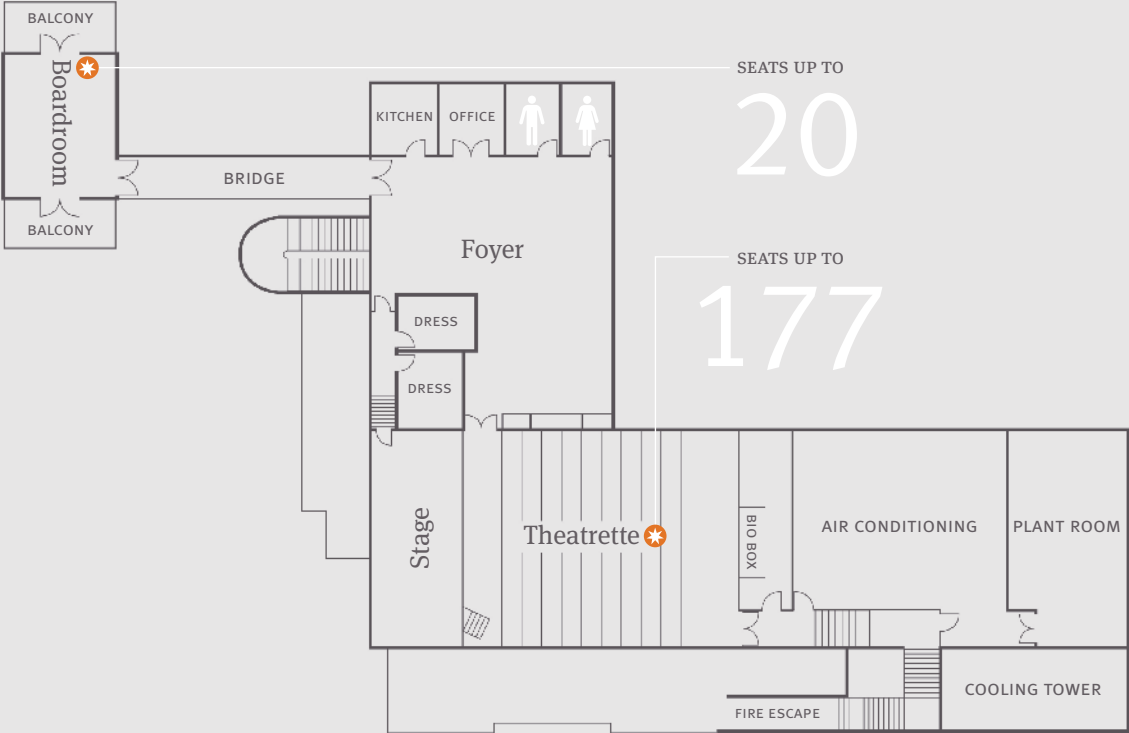 BALCONY
Boardroom
SEATS UP TO
20
KITCHEN
OFFICE
BRIDGE
BALCONY
Foyer
SEATS UP TO
177
DRESS
DRESS
Stage
Theatrette
BIO BOX
AIR CONDITIONING
PLANT ROOM
COOLING TOWER
FIRE ESCAPE